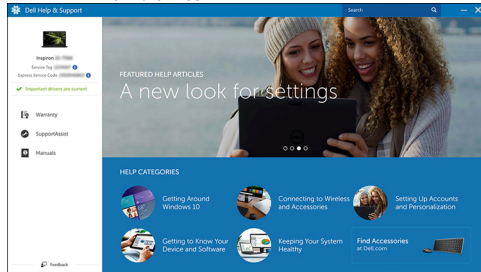 Dell Help & Support
Search
Inspiron
Service Tag
Express Service Code
Important drivers are current
Warranty
SupportAssist
Manuals
Feedback
FEATURED HELP ARTICLES
A new look for settings
HELP CATEGORIES
Getting Around
Windows 10
Connecting to Wireless
and Accessories
Setting Up Accounts
and Personalization
Getting to Know Your
Device and Software
Keeping Your System
Healthy
Find Accessories
at Dell.com